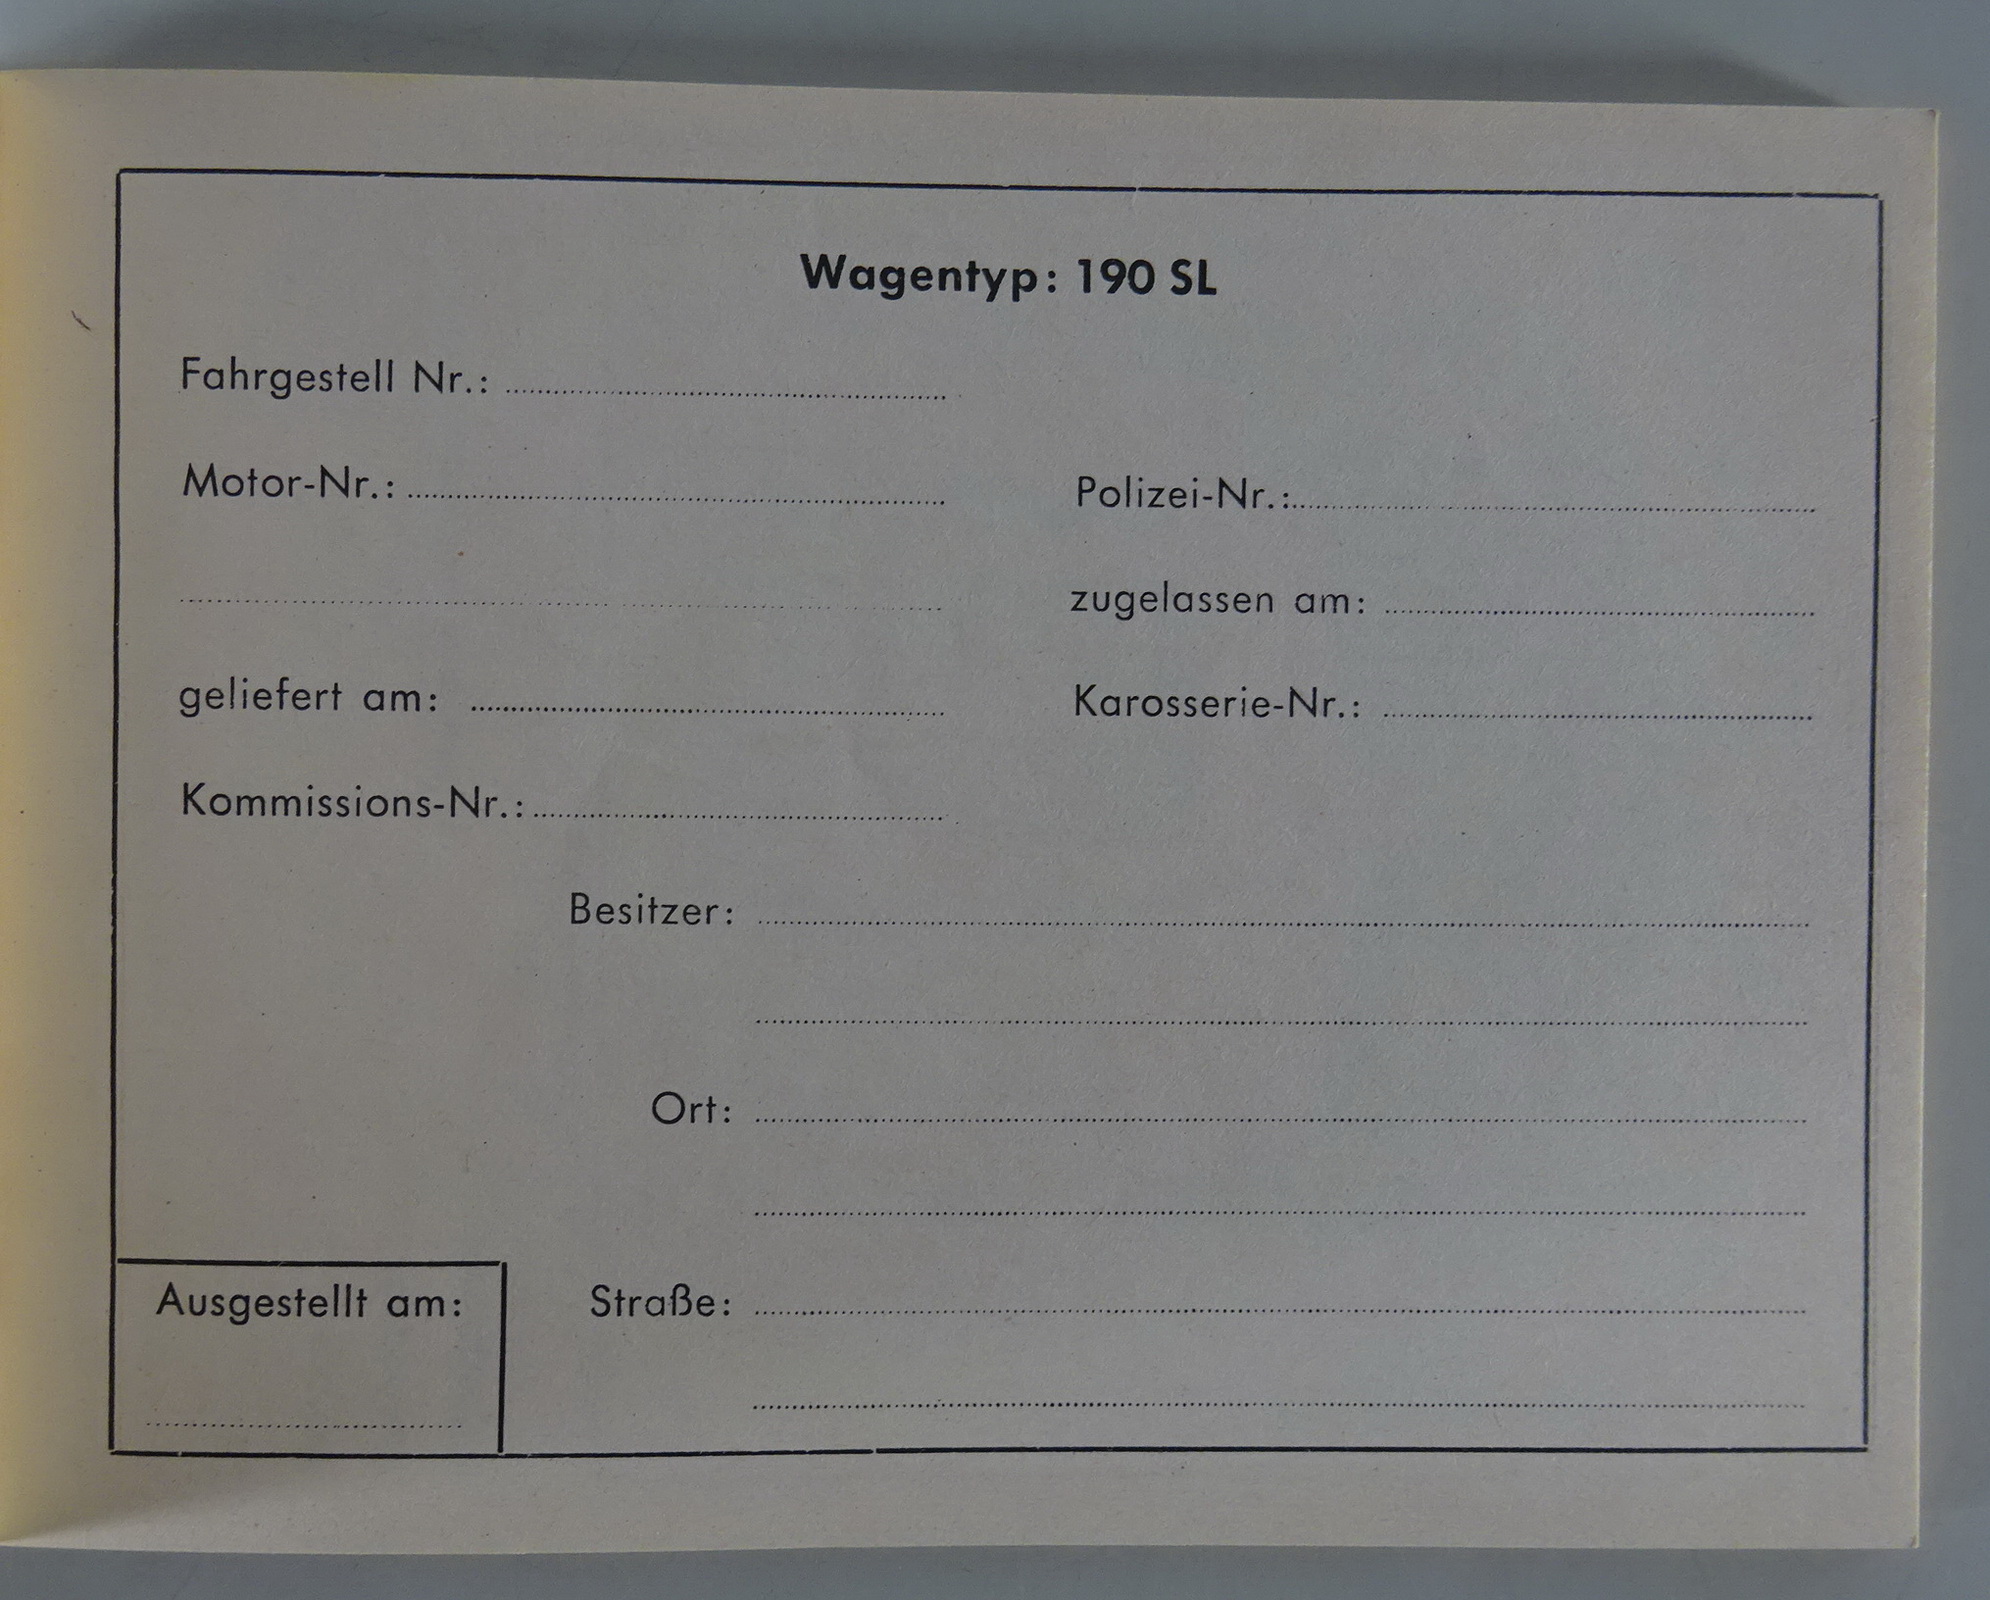 Wagentyp: 190 SL
Fahrgestell Nr.:
Motor-Nr.: Polizei-Nr.:
zugelassen am:
geliefert am: Karosserie-Nr.:
Kommissions-Nr.:
Besitzer:
Ort:
Ausgestellt am: Straße: